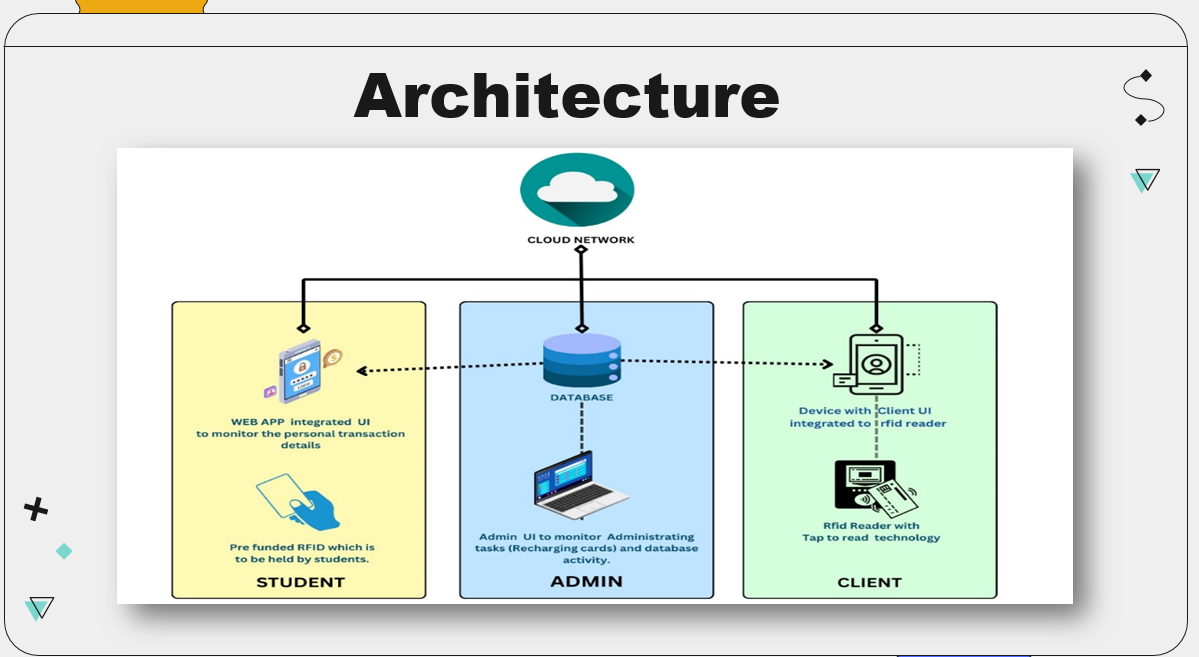 Architecture
CLOUD NETWORK
WEB APP integrated UI
to monitor the personal transaction
details
Pre funded RFID which is
to be held by students.
STUDENT
DATABASE
Admin UI to monitor Administrating
tasks (Recharging cards) and database
activity.
ADMIN
Device with Client UI
integrated to rfid reader
Rfid Reader with
Tap to read technology
CLIENT